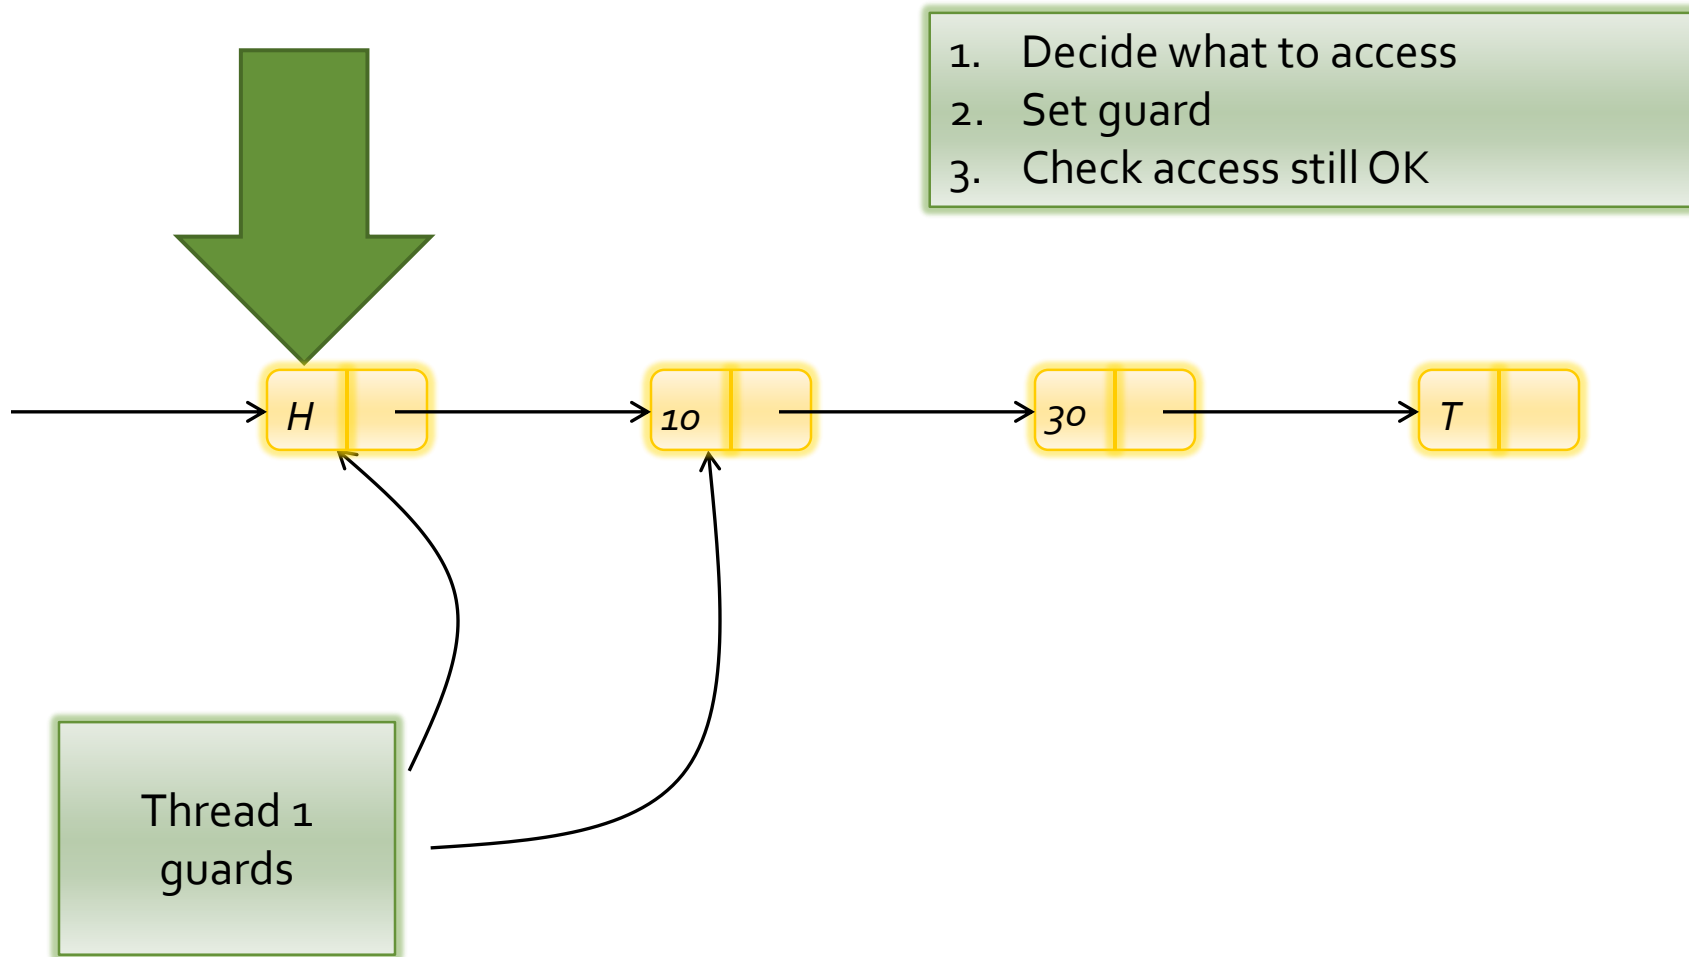 1. Decide what to access
2. Set guard
3. Check access still OK
H
10
30
T
Thread 1
guards